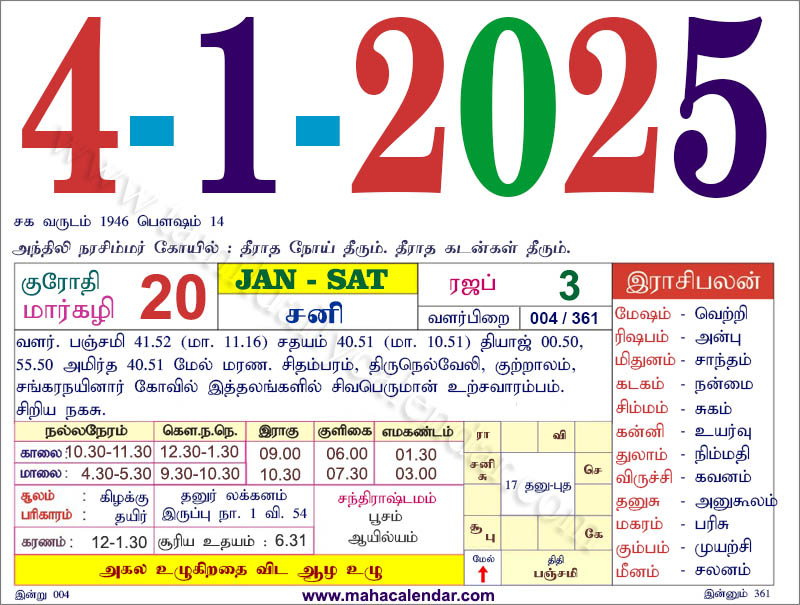 4-1-2025
சக வருடம் 1946 பௌஷம் 14
அந்திலி நரசிம்மர் கோயில் : தீராத நோய் தீரும். தீராத கடன்கள் தீரும்.
குரோதி
மார்கழி 20
JAN - SAT
சனி
ரஜப் 3
வளர்பிறை 004 / 361
வளர். பஞ்சமி 41.52 (மா. 11.16) சதயம் 40.51 (மா. 10.51) தியாஜ் 00.50,
55.50 அமிர்த 40.51 மேல் மரண. சிதம்பரம், திருநெல்வேலி, குற்றாலம்,
சங்கரநயினார் கோவில் இத்தலங்களில் சிவபெருமான் உற்சவாரம்பம்.
சிறிய நகசு.
இராசிபலன்
மேஷம் - வெற்றி
ரிஷபம் - அன்பு
மிதுனம் - சாந்தம்
கடகம் - நன்மை
சிம்மம் - சுகம்
கன்னி - உயர்வு
துலாம் - நிம்மதி
விருச்சி - கவனம்
தனுசு - அனுகூலம்
மகரம் - பரிசு
கும்பம் - முயற்சி
மீனம் - சலனம்
நல்லநேரம் கௌ.ந.நெ. இராகு குளிகை எமகண்டம்
காலை: 10.30-11.30 12.30-1.30 09.00 06.00 01.30
மாலை: 4.30-5.30 9.30-10.30 10.30 07.30 03.00
சூலம் : கிழக்கு
பரிகாரம் : தயிர்
தனுர் லக்கனம்
இருப்பு நா. 1 வி. 54
சந்திராஷ்டமம்
பூசம்
ஆயில்யம்
கரணம்: 12-1.30 சூரிய உதயம் : 6.31
ரா வி
சனி
சு
செ
17 தனு-புத
சூ பு
கே
மேல்
திதி
பஞ்சமி
அகல உழுகிறதை விட ஆழ உழு
இன்று 004 www.mahacalendar.com இன்னும் 361